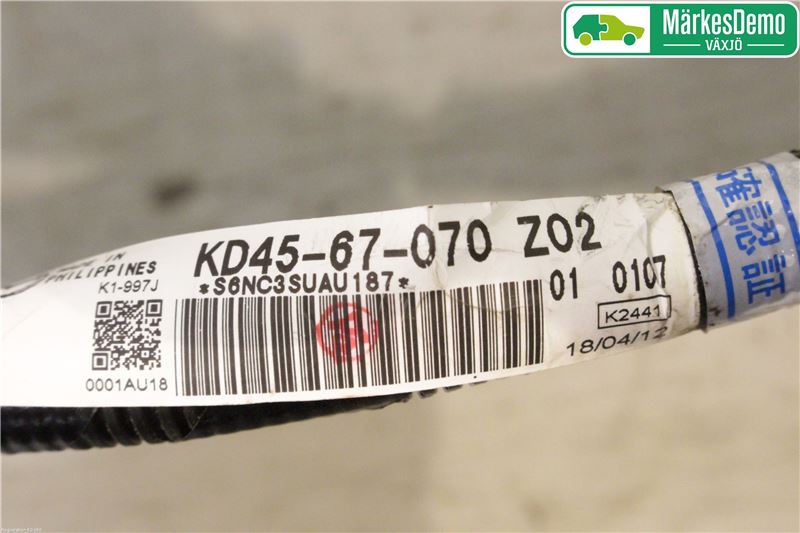 MärkesDemo
VÄXJÖ
IN
PHILIPPINES
K1-997J
KD45-67-070 Z02
*S6NC3SUAU187*
01 0107
K2441
18/04/12
0001AU18
確認証